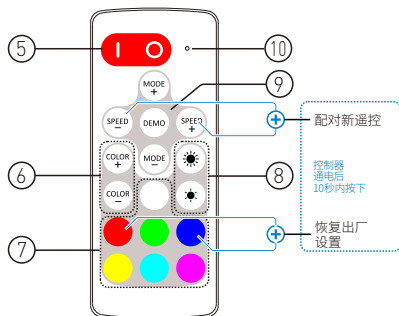 5
10
MODE
+
9
SPEED
−
DEMO
SPEED
+
配对新遥控
COLOR
+
MODE
−
6
8
控制器
通电后
10秒内按下
COLOR
−
7
恢复出厂
设置